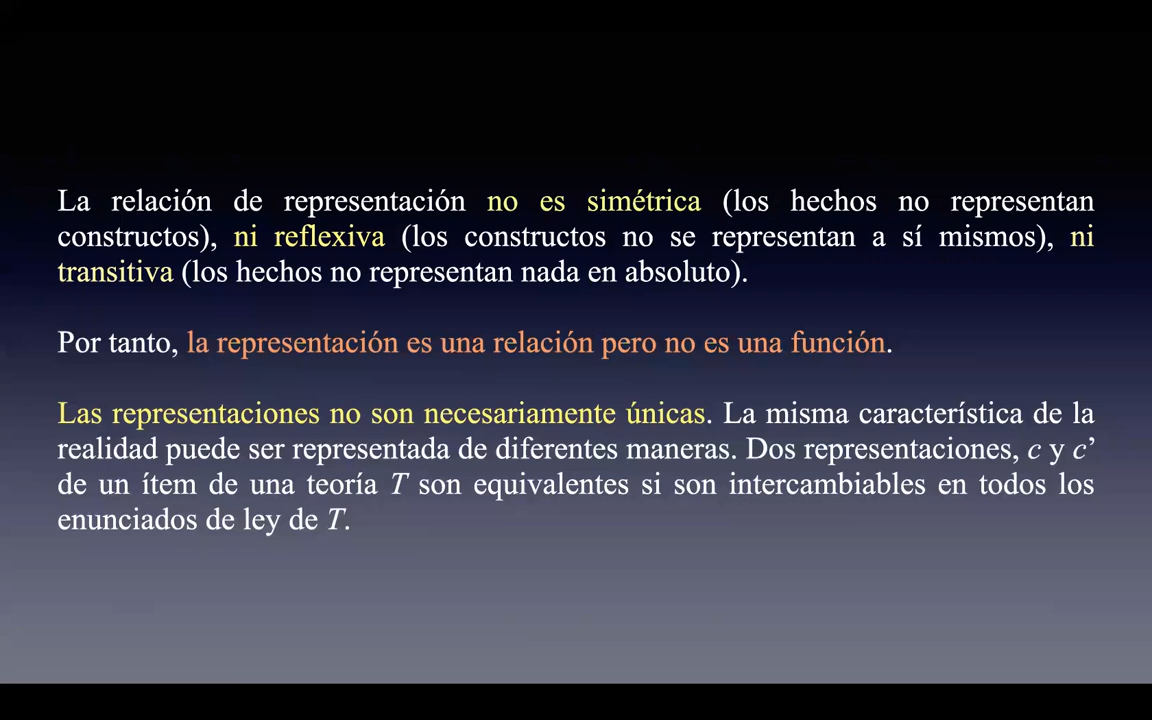 La relación de representación no es simétrica (los hechos no representan
constructos), ni reflexiva (los constructos no se representan a sí mismos), ni
transitiva (los hechos no representan nada en absoluto).
Por tanto, la representación es una relación pero no es una función.
Las representaciones no son necesariamente únicas. La misma característica de la
realidad puede ser representada de diferentes maneras. Dos representaciones, c y c’
de un ítem de una teoría T son equivalentes si son intercambiables en todos los
enunciados de ley de T.